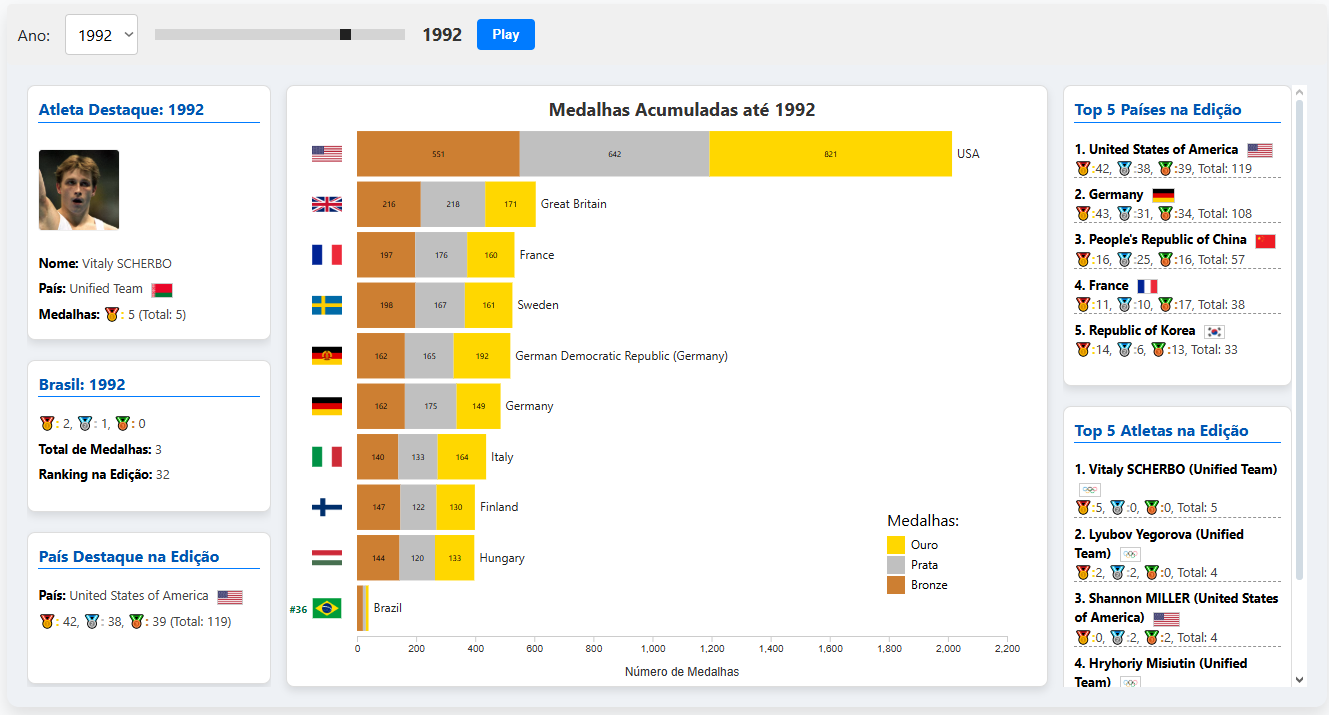 Ano: 1992 1992 Play
Atleta Destaque: 1992
Nome: Vitaly SCHERBO
País: Unified Team
Medalhas: : 5 (Total: 5)
Brasil: 1992
: 2, : 1, : 0
Total de Medalhas: 3
Ranking na Edição: 32
País Destaque na Edição
País: United States of America
: 42, : 38, : 39 (Total: 119)
Medalhas Acumuladas até 1992
551 642 821 USA
216 218 171 Great Britain
197 176 160 France
198 167 161 Sweden
162 165 192 German Democratic Republic (Germany)
162 175 149 Germany
140 133 164 Italy
147 122 130 Finland
144 120 133 Hungary
#36 Brazil
0 200 400 600 800 1,000 1,200 1,400 1,600 1,800 2,000 2,200
Número de Medalhas
Medalhas:
Ouro
Prata
Bronze
Top 5 Países na Edição
1. United States of America
:42, :38, :39, Total: 119
2. Germany
:43, :31, :34, Total: 108
3. People's Republic of China
:16, :25, :16, Total: 57
4. France
:11, :10, :17, Total: 38
5. Republic of Korea
:14, :6, :13, Total: 33
Top 5 Atletas na Edição
1. Vitaly SCHERBO (Unified Team)
:5, :0, :0, Total: 5
2. Lyubov Yegorova (Unified
Team)
:2, :2, :0, Total: 4
3. Shannon MILLER (United States
of America)
:0, :2, :2, Total: 4
4. Hryhoriy Misiutin (Unified
Team)